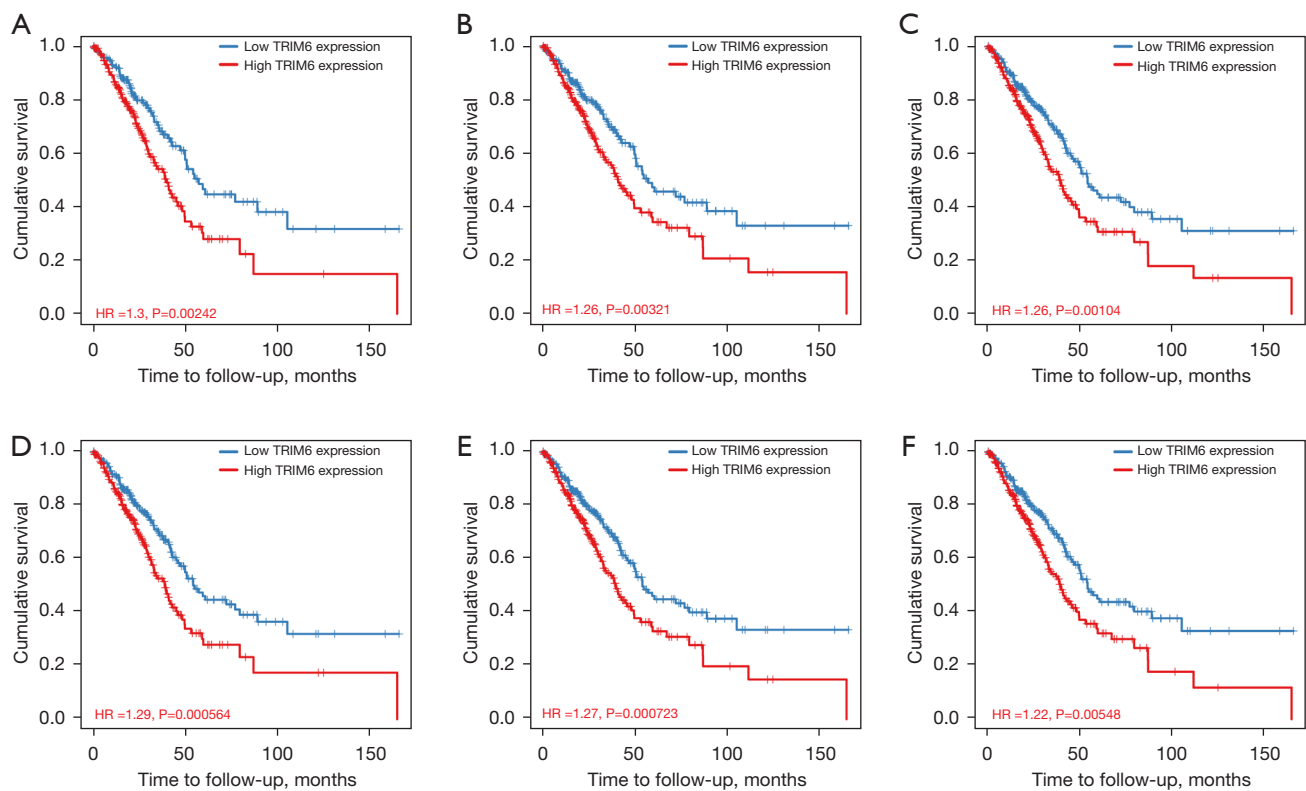 A
1.0
0.8
0.6
0.4
0.2
0.0
Cumulative survival
Low TRIM6 expression
High TRIM6 expression
HR =1.3, P=0.00242
0 50 100 150
Time to follow-up, months
B
1.0
0.8
0.6
0.4
0.2
0.0
Cumulative survival
Low TRIM6 expression
High TRIM6 expression
HR =1.26, P=0.00321
0 50 100 150
Time to follow-up, months
C
1.0
0.8
0.6
0.4
0.2
0.0
Cumulative survival
Low TRIM6 expression
High TRIM6 expression
HR =1.26, P=0.00104
0 50 100 150
Time to follow-up, months
D
1.0
0.8
0.6
0.4
0.2
0.0
Cumulative survival
Low TRIM6 expression
High TRIM6 expression
HR =1.29, P=0.000564
0 50 100 150
Time to follow-up, months
E
1.0
0.8
0.6
0.4
0.2
0.0
Cumulative survival
Low TRIM6 expression
High TRIM6 expression
HR =1.27, P=0.000723
0 50 100 150
Time to follow-up, months
F
1.0
0.8
0.6
0.4
0.2
0.0
Cumulative survival
Low TRIM6 expression
High TRIM6 expression
HR =1.22, P=0.00548
0 50 100 150
Time to follow-up, months